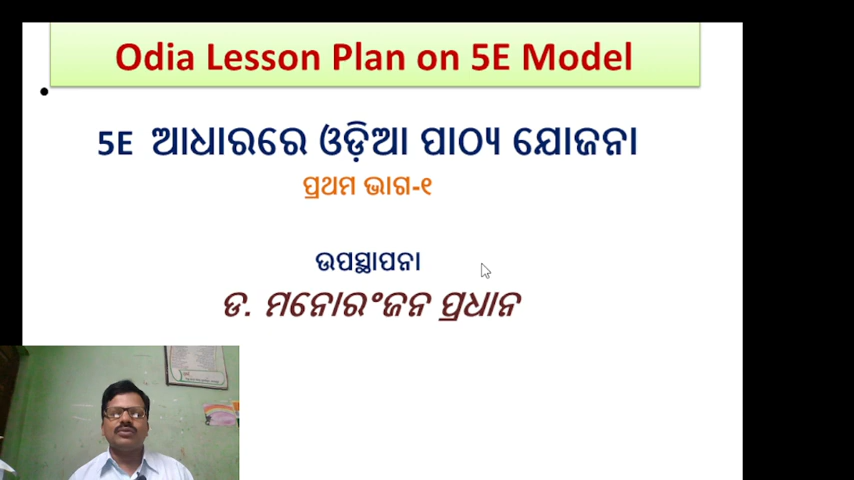 Odia Lesson Plan on 5E Model
5E ଆଧାରରେ ଓଡ଼ିଆ ପାଠ୍ୟ ଯୋଜନା
ପ୍ରଥମ ଭାଗ-୧
ଉପସ୍ଥାପନା
ଡ. ମନୋରଂଜନ ପ୍ରଧାନ